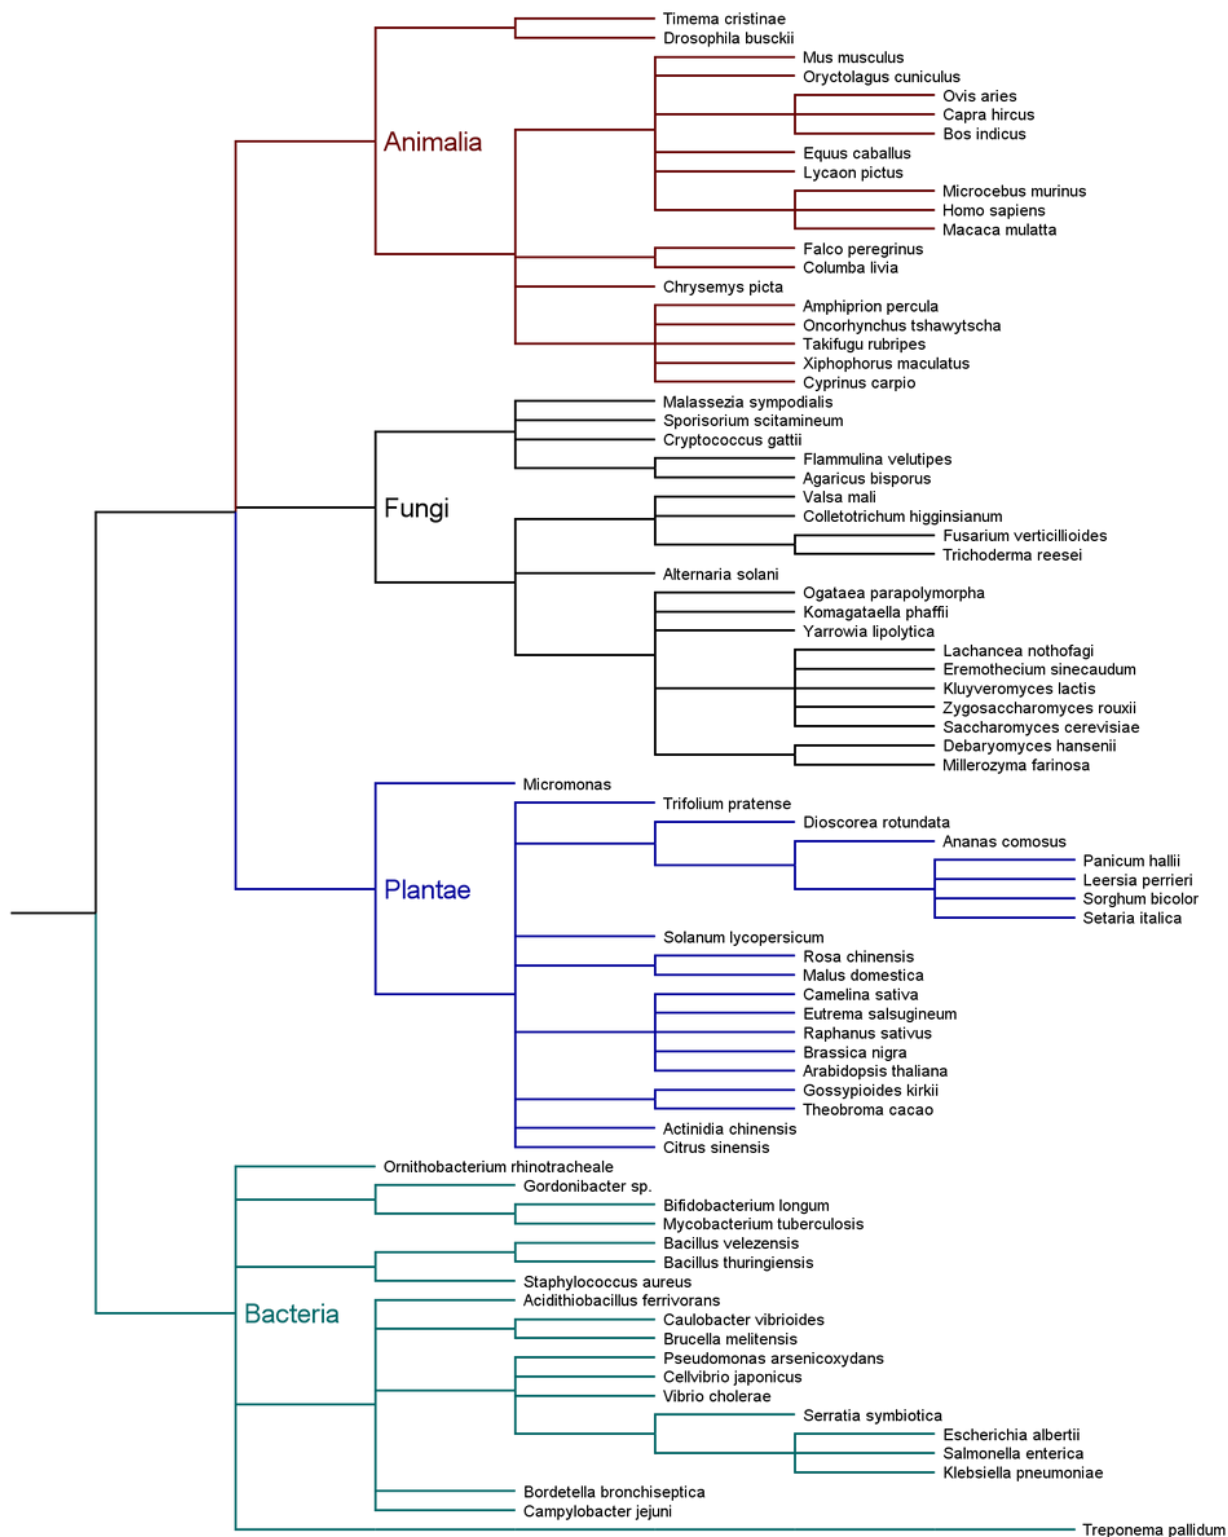 Timema cristinae
Drosophila busckii
Mus musculus
Oryctolagus cuniculus
Ovis aries
Capra hircus
Bos indicus
Animalia
Equus caballus
Lycaon pictus
Microcebus murinus
Homo sapiens
Macaca mulatta
Falco peregrinus
Columba livia
Chrysemys picta
Amphiprion percula
Oncorhynchus tshawytscha
Takifugu rubripes
Xiphophorus maculatus
Cyprinus carpio
Malassezia sympodialis
Sporisorium scitamineum
Cryptococcus gattii
Flammulina velutipes
Agaricus bisporus
Valsa mali
Fungi
Colletotrichum higginsianum
Fusarium verticillioides
Trichoderma reesei
Alternaria solani
Ogataea parapolymorpha
Komagataella phaffii
Yarrowia lipolytica
Lachancea nothofagi
Eremothecium sinecaudum
Kluyveromyces lactis
Zygosaccharomyces rouxii
Saccharomyces cerevisiae
Debaryomyces hansenii
Millerozyma farinosa
Micromonas
Trifolium pratense
Dioscorea rotundata
Ananas comosus
Panicum hallii
Leersia perrieri
Plantae
Sorghum bicolor
Setaria italica
Solanum lycopersicum
Rosa chinensis
Malus domestica
Camelina sativa
Eutrema salsugineum
Raphanus sativus
Brassica nigra
Arabidopsis thaliana
Gossypioides kirkii
Theobroma cacao
Actinidia chinensis
Citrus sinensis
Ornithobacterium rhinotracheale
Gordonibacter sp.
Bifidobacterium longum
Mycobacterium tuberculosis
Bacillus velezensis
Bacillus thuringiensis
Staphylococcus aureus
Acidithiobacillus ferrivorans
Bacteria
Caulobacter vibrioides
Brucella melitensis
Pseudomonas arsenicoxydans
Cellvibrio japonicus
Vibrio cholerae
Serratia symbiotica
Escherichia albertii
Salmonella enterica
Klebsiella pneumoniae
Bordetella bronchiseptica
Campylobacter jejuni
Treponema pallidum